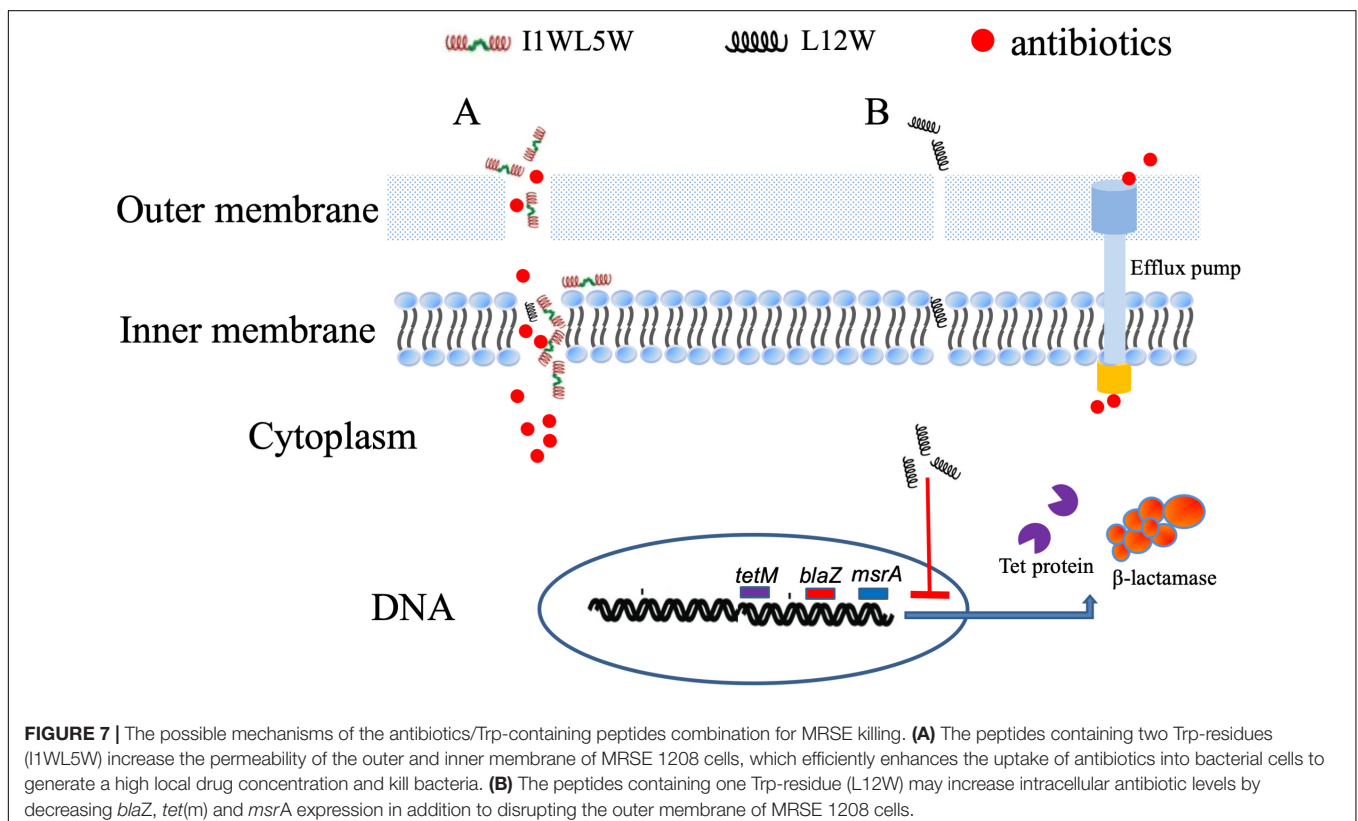 I1WL5W L12W antibiotics
A B
Outer membrane
Efflux pump
Inner membrane
Cytoplasm
Tet protein
β-lactamase
tetM blaZ msrA
DNA
FIGURE 7 | The possible mechanisms of the antibiotics/Trp-containing peptides combination for MRSE killing. (A) The peptides containing two Trp-residues
(I1WL5W) increase the permeability of the outer and inner membrane of MRSE 1208 cells, which efficiently enhances the uptake of antibiotics into bacterial cells to
generate a high local drug concentration and kill bacteria. (B) The peptides containing one Trp-residue (L12W) may increase intracellular antibiotic levels by
decreasing blaZ, tet(m) and msrA expression in addition to disrupting the outer membrane of MRSE 1208 cells.